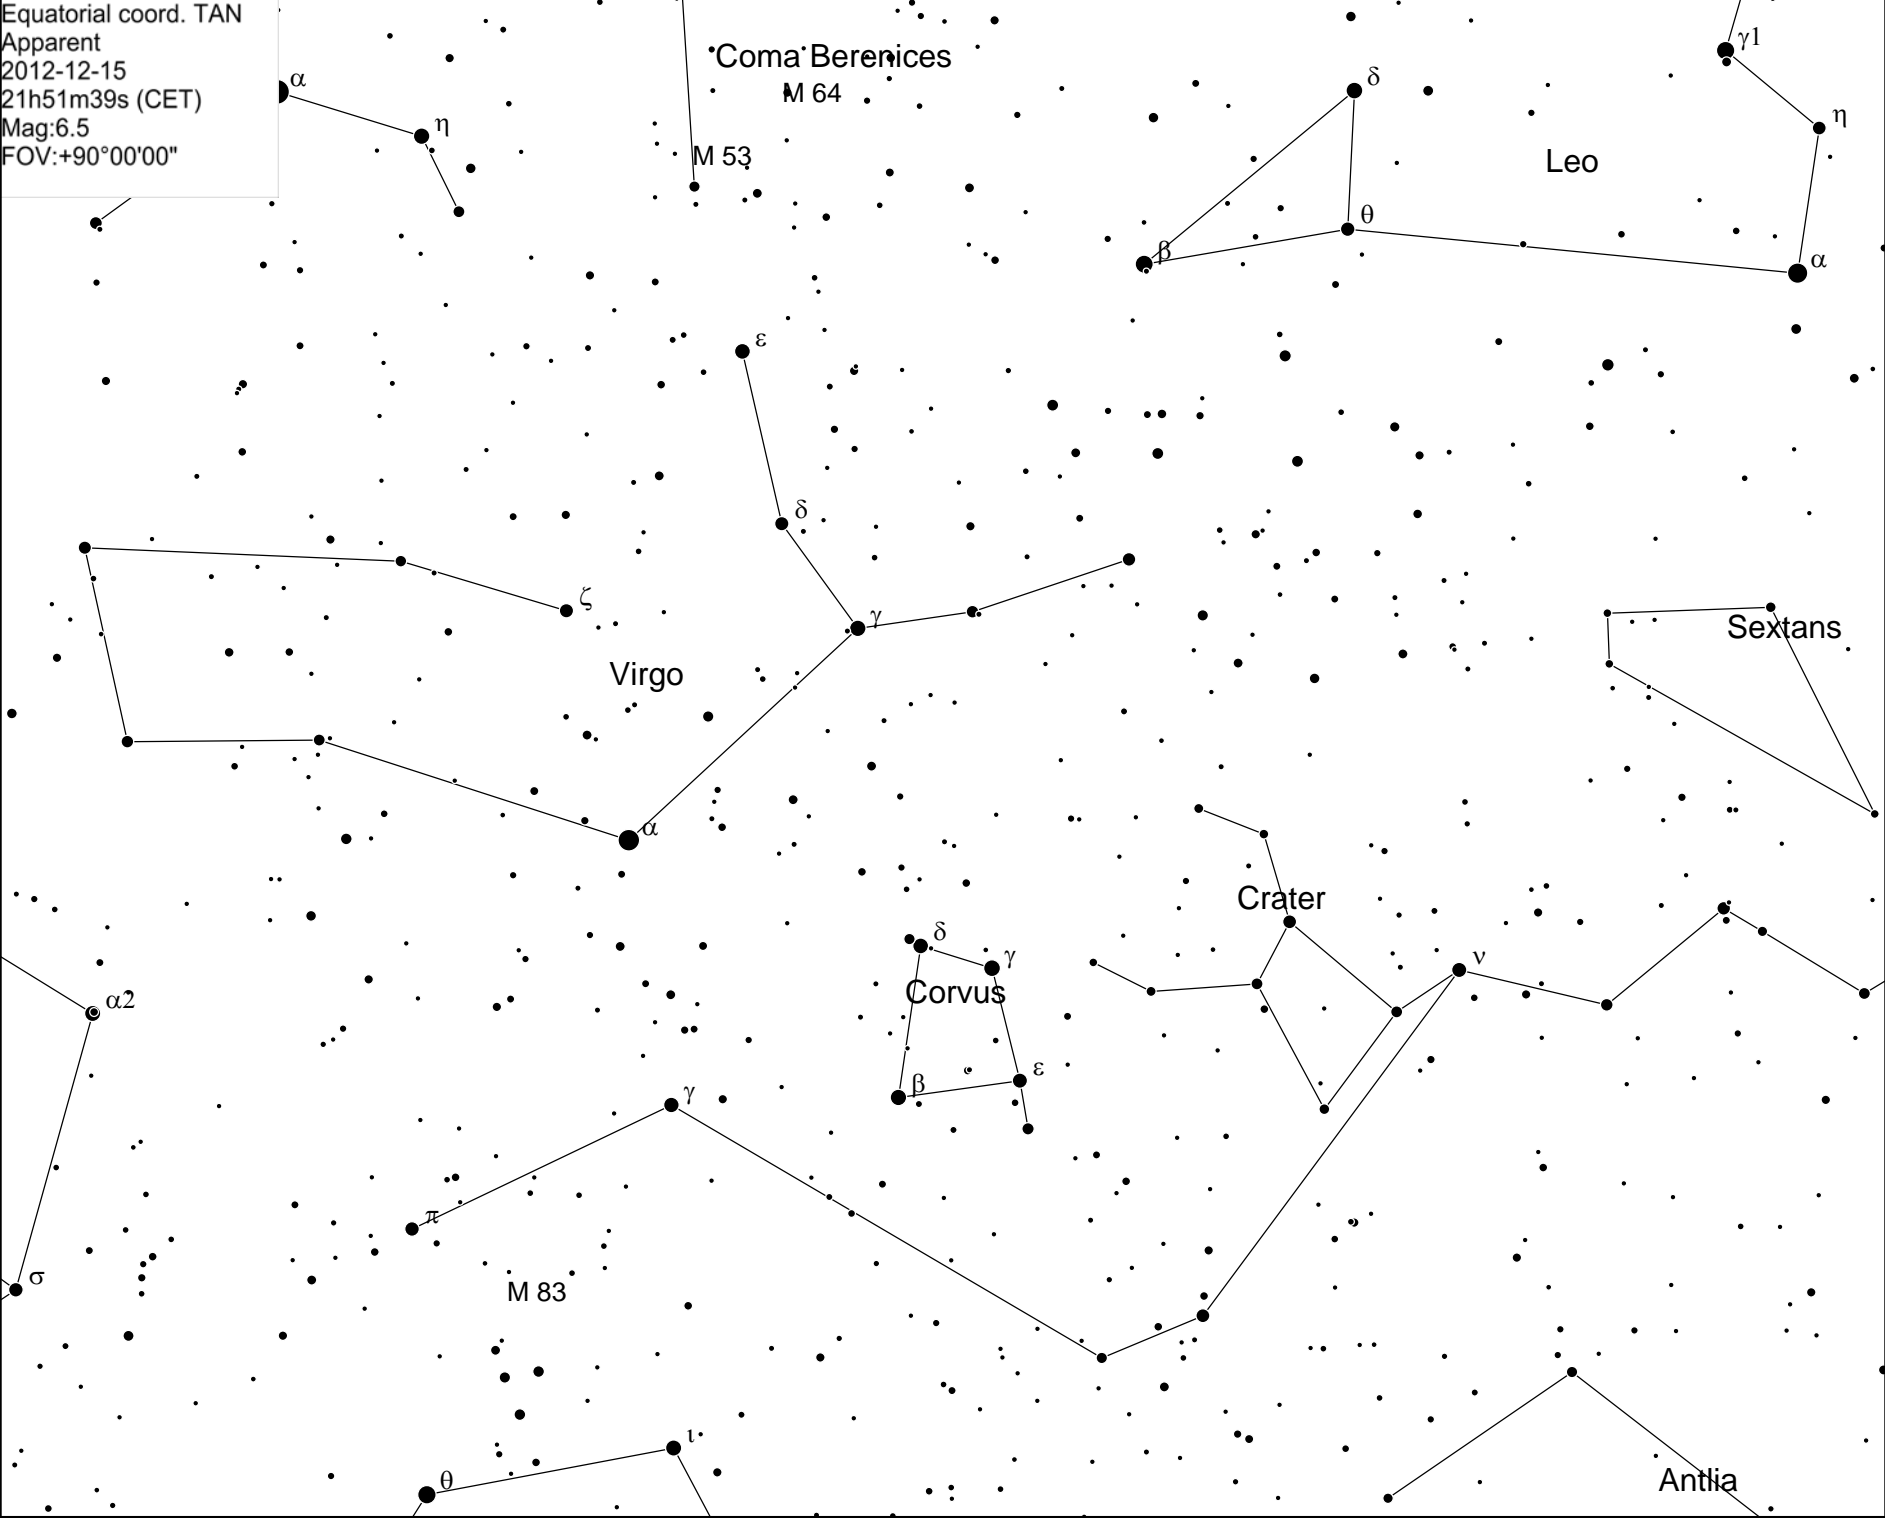 Equatorial coord. TAN
Apparent
2012-12-15
21h51m39s (CET)
Mag:6.5
FOV:+90°00'00"
α
η
Coma Berenices
M 64
M 53
δ
γ1
η
Leo
θ
β
α
ε
δ
ζ
γ
Virgo
Sextans
α
Crater
δ
γ
ν
Corvus
α2
β
ε
γ
π
σ
M 83
ι
θ
Antlia